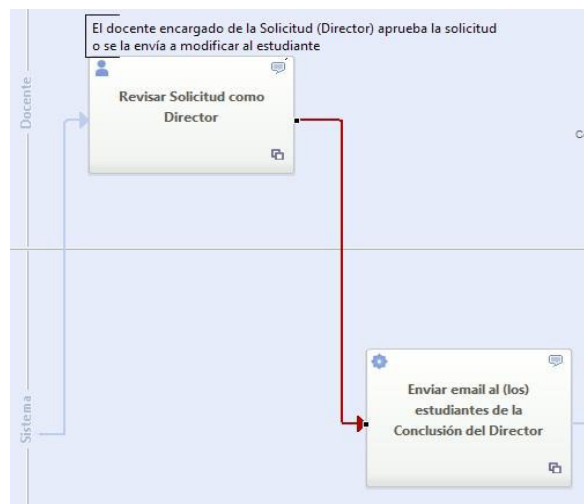 El docente encargado de la Solicitud (Director) aprueba la solicitud
o se la envía a modificar al estudiante
Docente
Revisar Solicitud como
Director
Sistema
Enviar email al (los)
estudiantes de la
Conclusión del Director